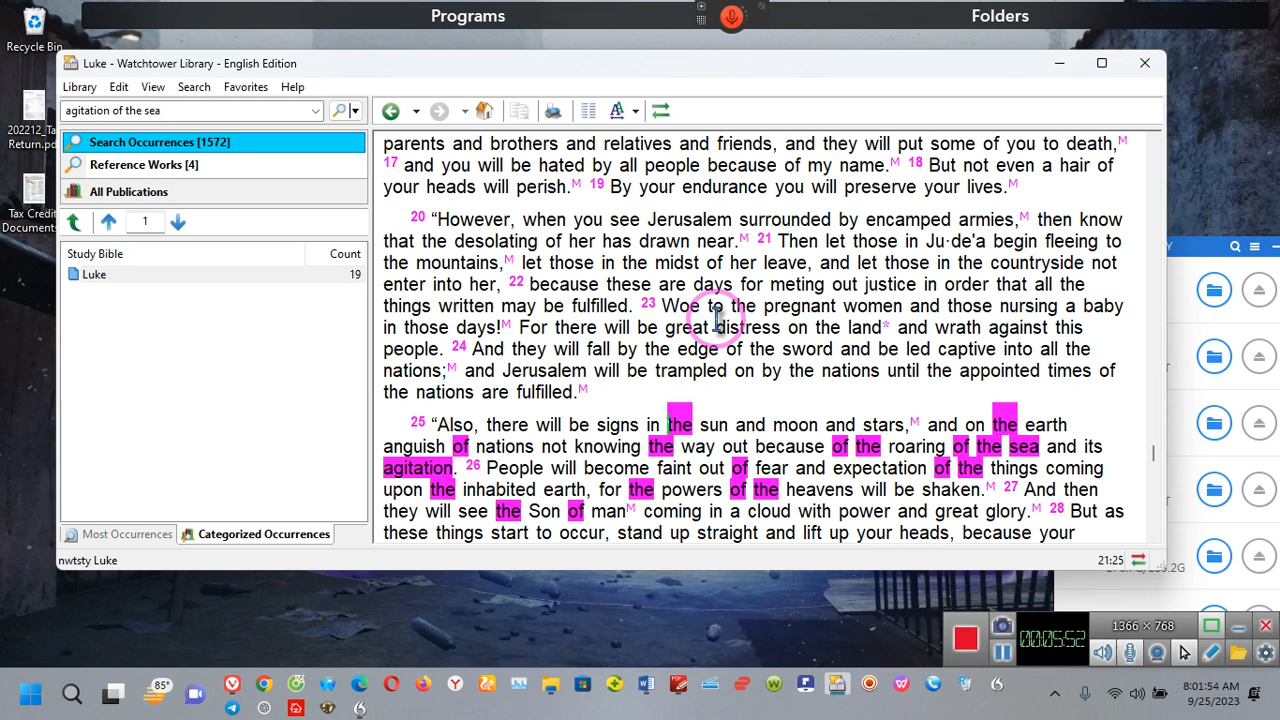 Programs
Folders
Recycle Bin
Luke - Watchtower Library - English Edition
Library Edit View Search Favorites Help
agitation of the sea
Search Occurrences [1572]
Reference Works [4]
All Publications
1
Study Bible Count
Luke 19
Most Occurrences Categorized Occurrences
nwtsty Luke
21:25
parents and brothers and relatives and friends, and they will put some of you to death,M
17 and you will be hated by all people because of my name.M 18 But not even a hair of
your heads will perish.M 19 By your endurance you will preserve your lives.M
20 “However, when you see Jerusalem surrounded by encamped armies,M then know
that the desolating of her has drawn near.M 21 Then let those in Ju·de'a begin fleeing to
the mountains,M let those in the midst of her leave, and let those in the countryside not
enter into her, 22 because these are days for meting out justice in order that all the
things written may be fulfilled. 23 Woe to the pregnant women and those nursing a baby
in those days!M For there will be great distress on the land* and wrath against this
people. 24 And they will fall by the edge of the sword and be led captive into all the
nations;M and Jerusalem will be trampled on by the nations until the appointed times of
the nations are fulfilled.M
25 “Also, there will be signs in the sun and moon and stars,M and on the earth
anguish of nations not knowing the way out because of the roaring of the sea and its
agitation. 26 People will become faint out of fear and expectation of the things coming
upon the inhabited earth, for the powers of the heavens will be shaken.M 27 And then
they will see the Son of manM coming in a cloud with power and great glory.M 28 But as
these things start to occur, stand up straight and lift up your heads, because your
202212_Ta
Return.pd
Tax Credit
Document
00:05:52
1366 × 768
85°
8:01:54 AM
9/25/2023